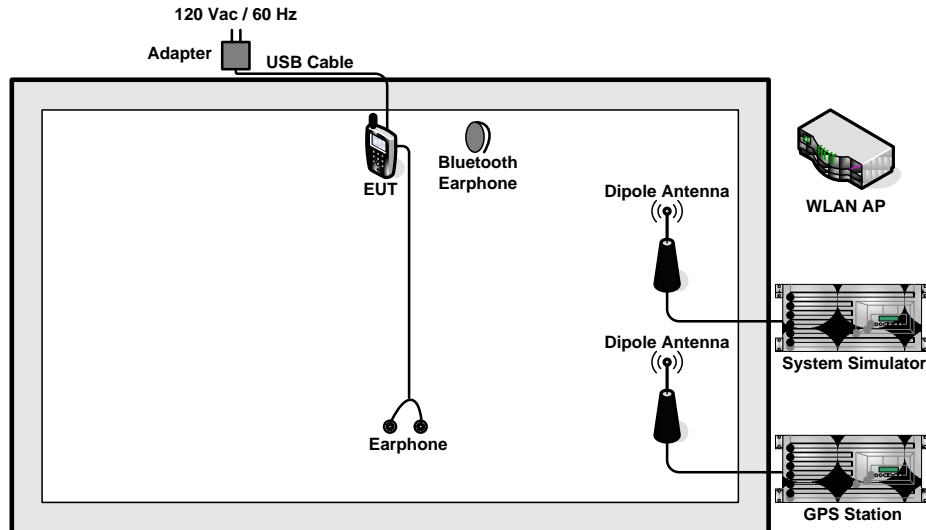 120 Vac / 60 Hz
Adapter
USB Cable
EUT
Bluetooth
Earphone
WLAN AP
Dipole Antenna
System Simulator
Dipole Antenna
Earphone
GPS Station